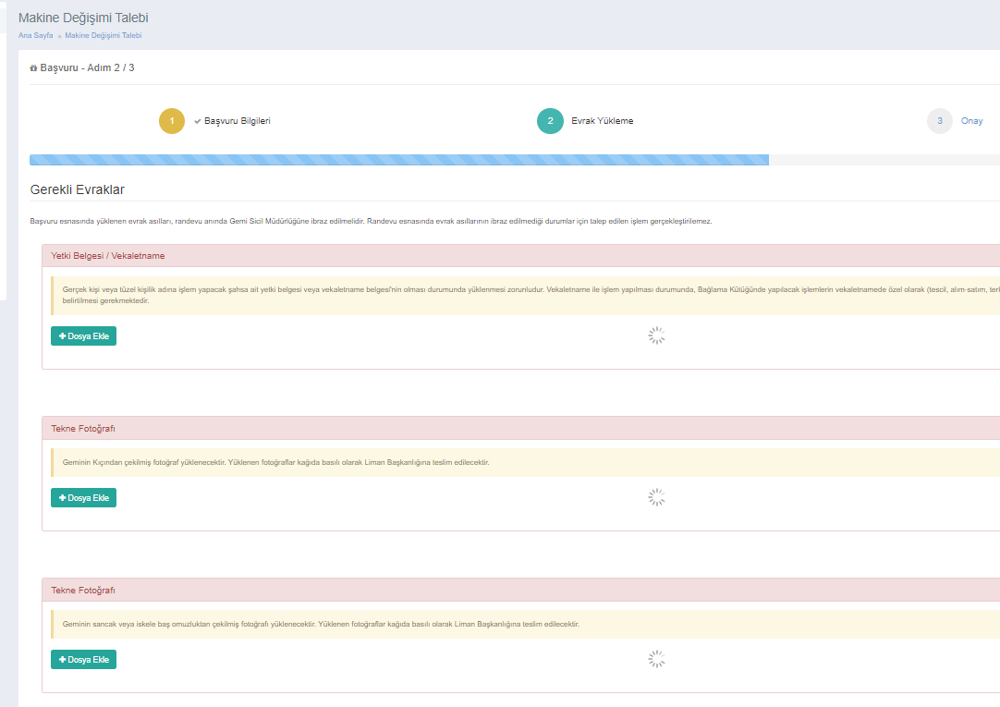 Makine Değişimi Talebi
Ana Sayfa » Makine Değişimi Talebi
Başvuru - Adım 2 / 3
1 Başvuru Bilgileri
2 Evrak Yükleme
3 Onay
Gerekli Evraklar
Başvuru esnasında yüklenen evrak asılları, randevu anında Gemi Sicil Müdürlüğüne ibraz edilmelidir. Randevu esnasında evrak asıllarının ibraz edilmediği durumlar için talep edilen işlem gerçekleştirilemez.
Yetki Belgesi / Vekaletname
Gerçek kişi veya tüzel kişilik adına işlem yapacak şahsa ait yetki belgesi veya vekaletname belgesi'nin olması durumunda yüklenmesi zorunludur. Vekaletname ile işlem yapılması durumunda, Bağlama Kütüğünde yapılacak işlemlerin vekaletnamede özel olarak (tescil, alım-satım, terk
belirtilmesi gerekmektedir.
Dosya Ekle
Tekne Fotoğrafı
Geminin Kıçından çekilmiş fotoğraf yüklenecektir. Yüklenen fotoğraflar kağıda basılı olarak Liman Başkanlığına teslim edilecektir.
Dosya Ekle
Tekne Fotoğrafı
Geminin sancak veya iskele baş omuzluktan çekilmiş fotoğrafı yüklenecektir. Yüklenen fotoğraflar kağıda basılı olarak Liman Başkanlığına teslim edilecektir.
Dosya Ekle